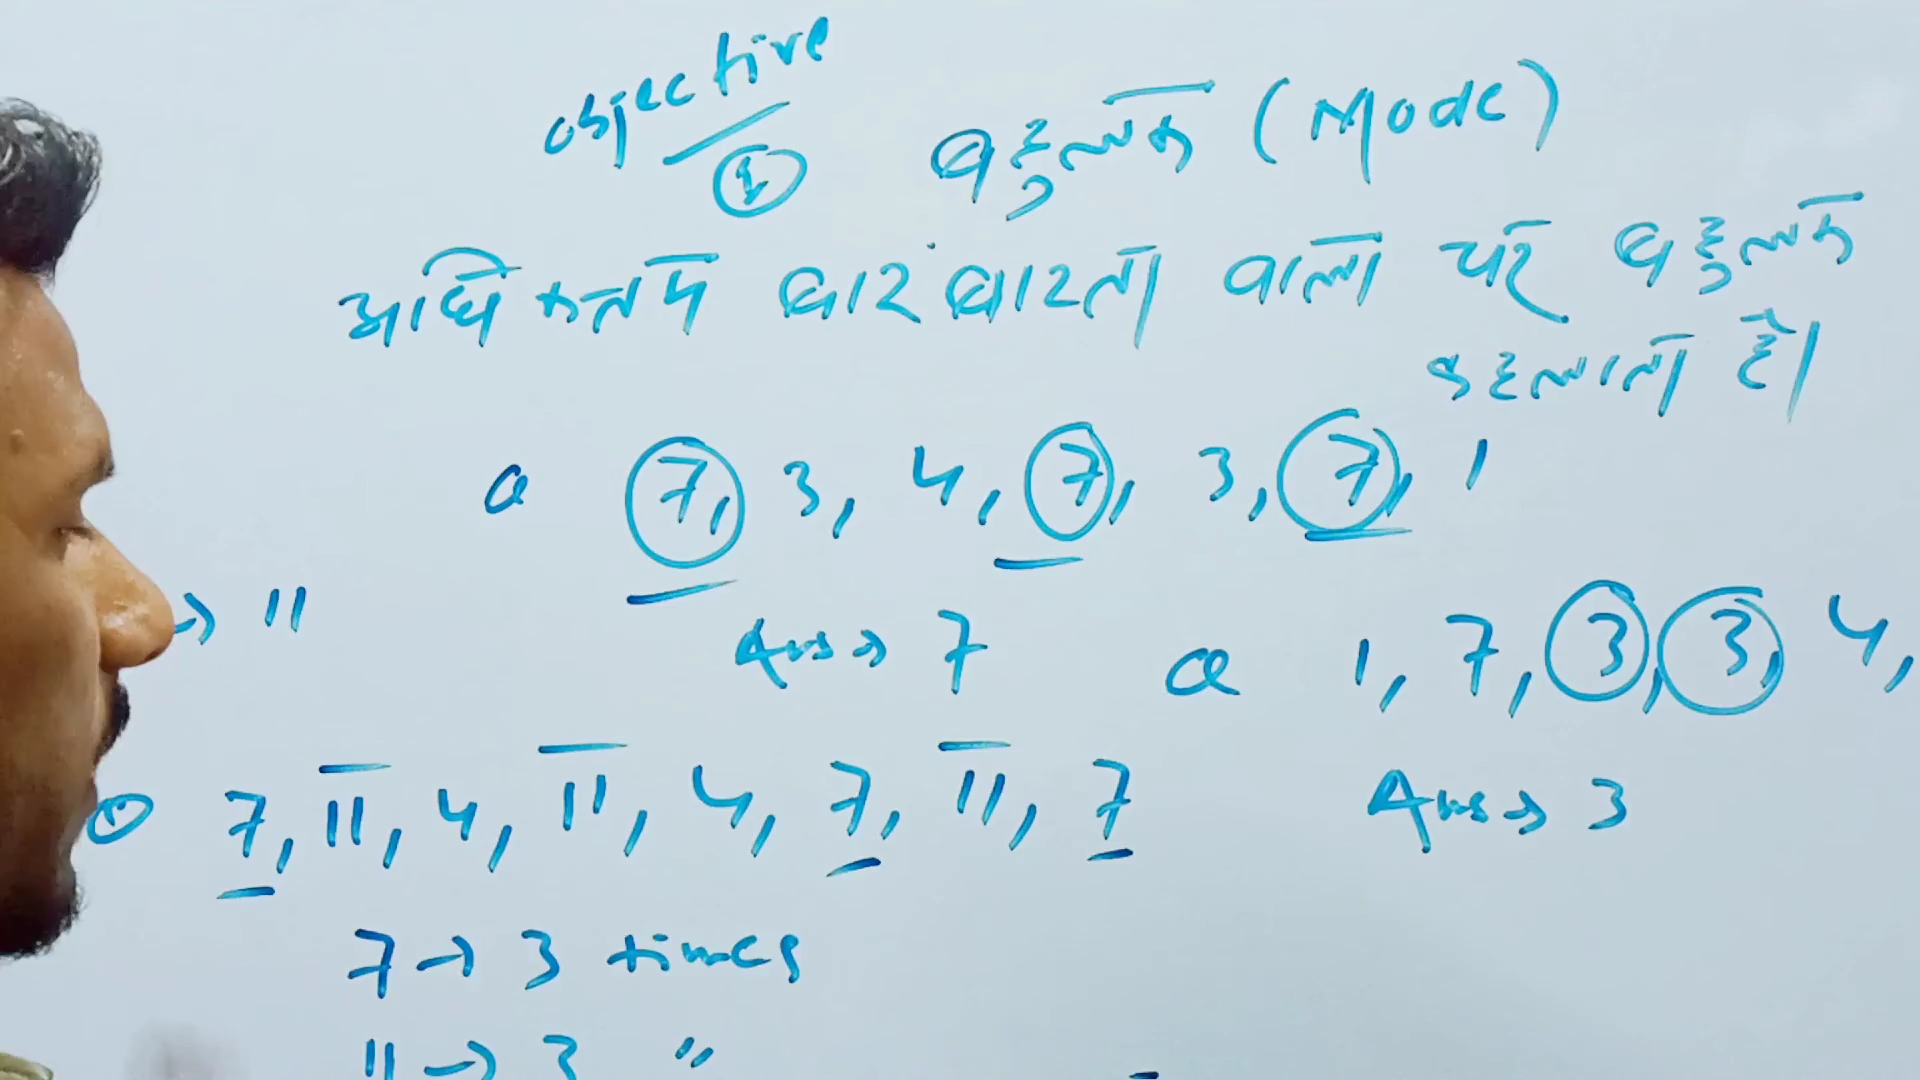 objective
① बहुलक (Mode)
अधिकतम बार बारता वाला पद बहुलक
कहलाता है।
Q 7, 3, 4, 7, 3, 7, 1
→ 11
Ans → 7
Q 1, 7, 3, 3, 4,
Q 7, 11, 4, 11, 4, 7, 11, 7
Ans → 3
7 → 3 times
11 → 3 "